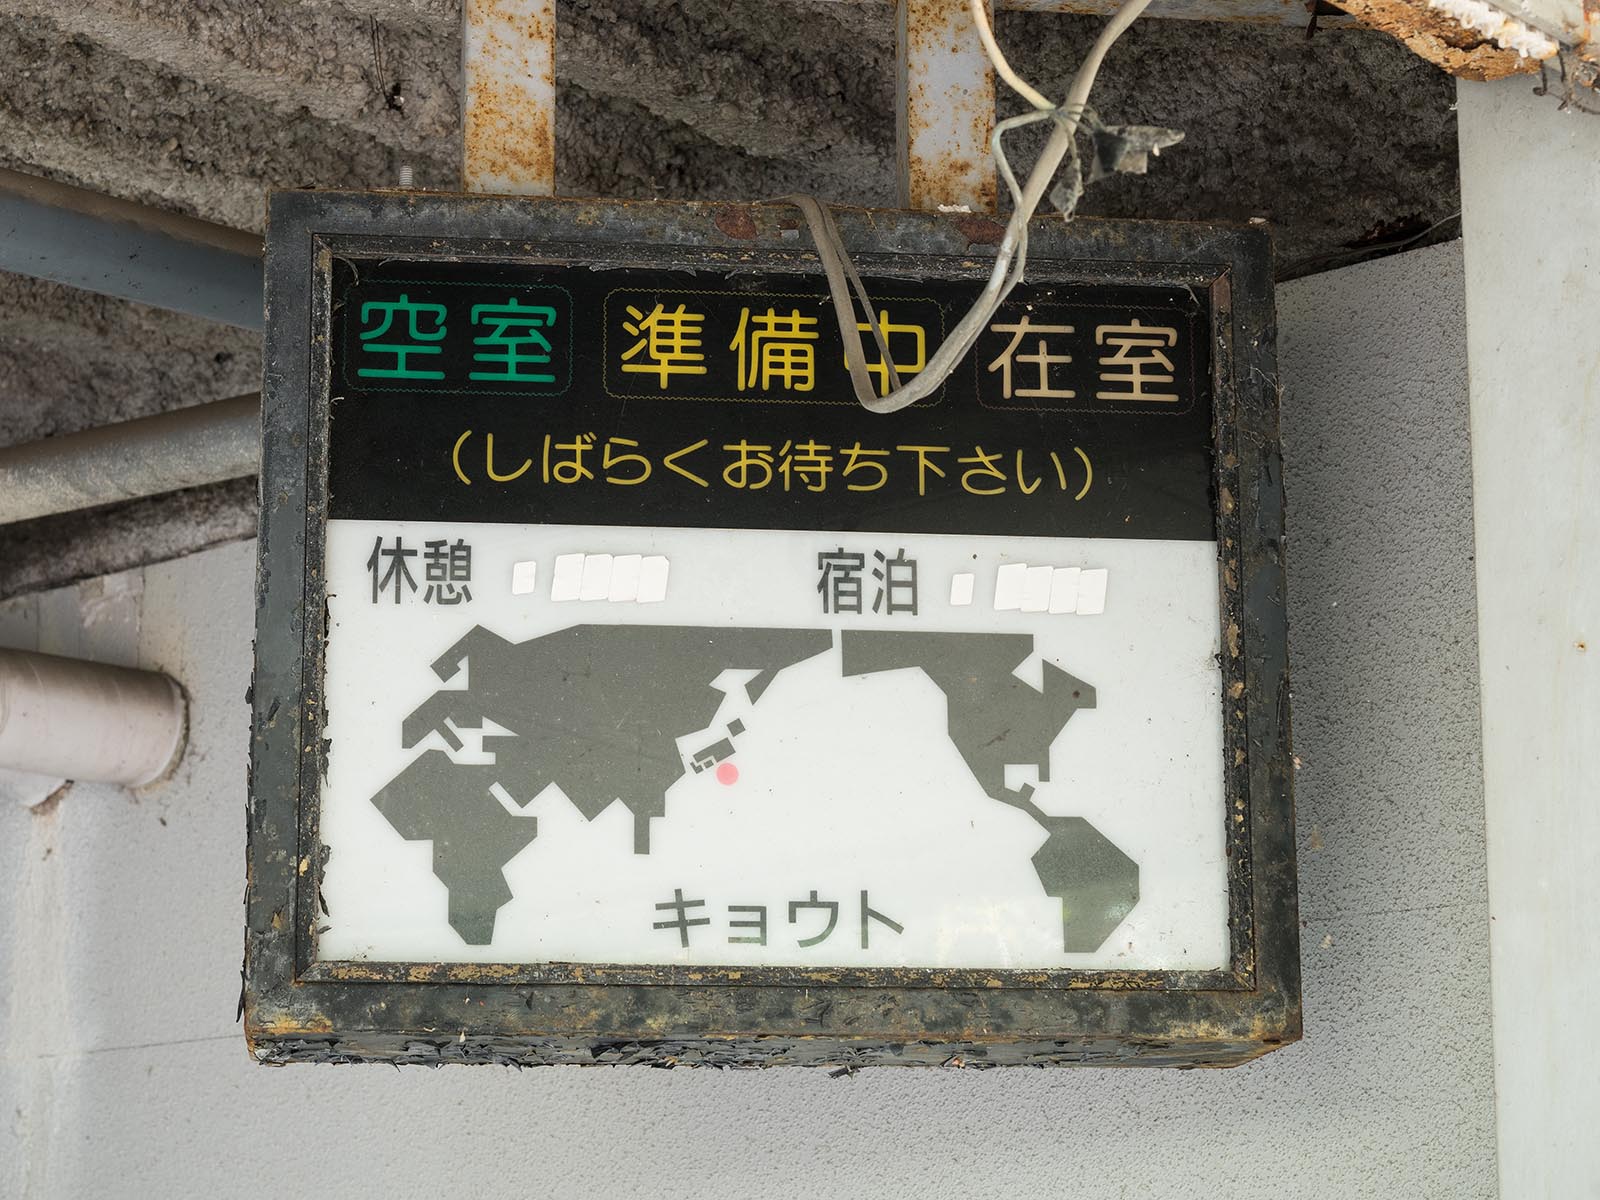 空室 準備中 在室
（しばらくお待ち下さい）
休憩 宿泊
キョウト